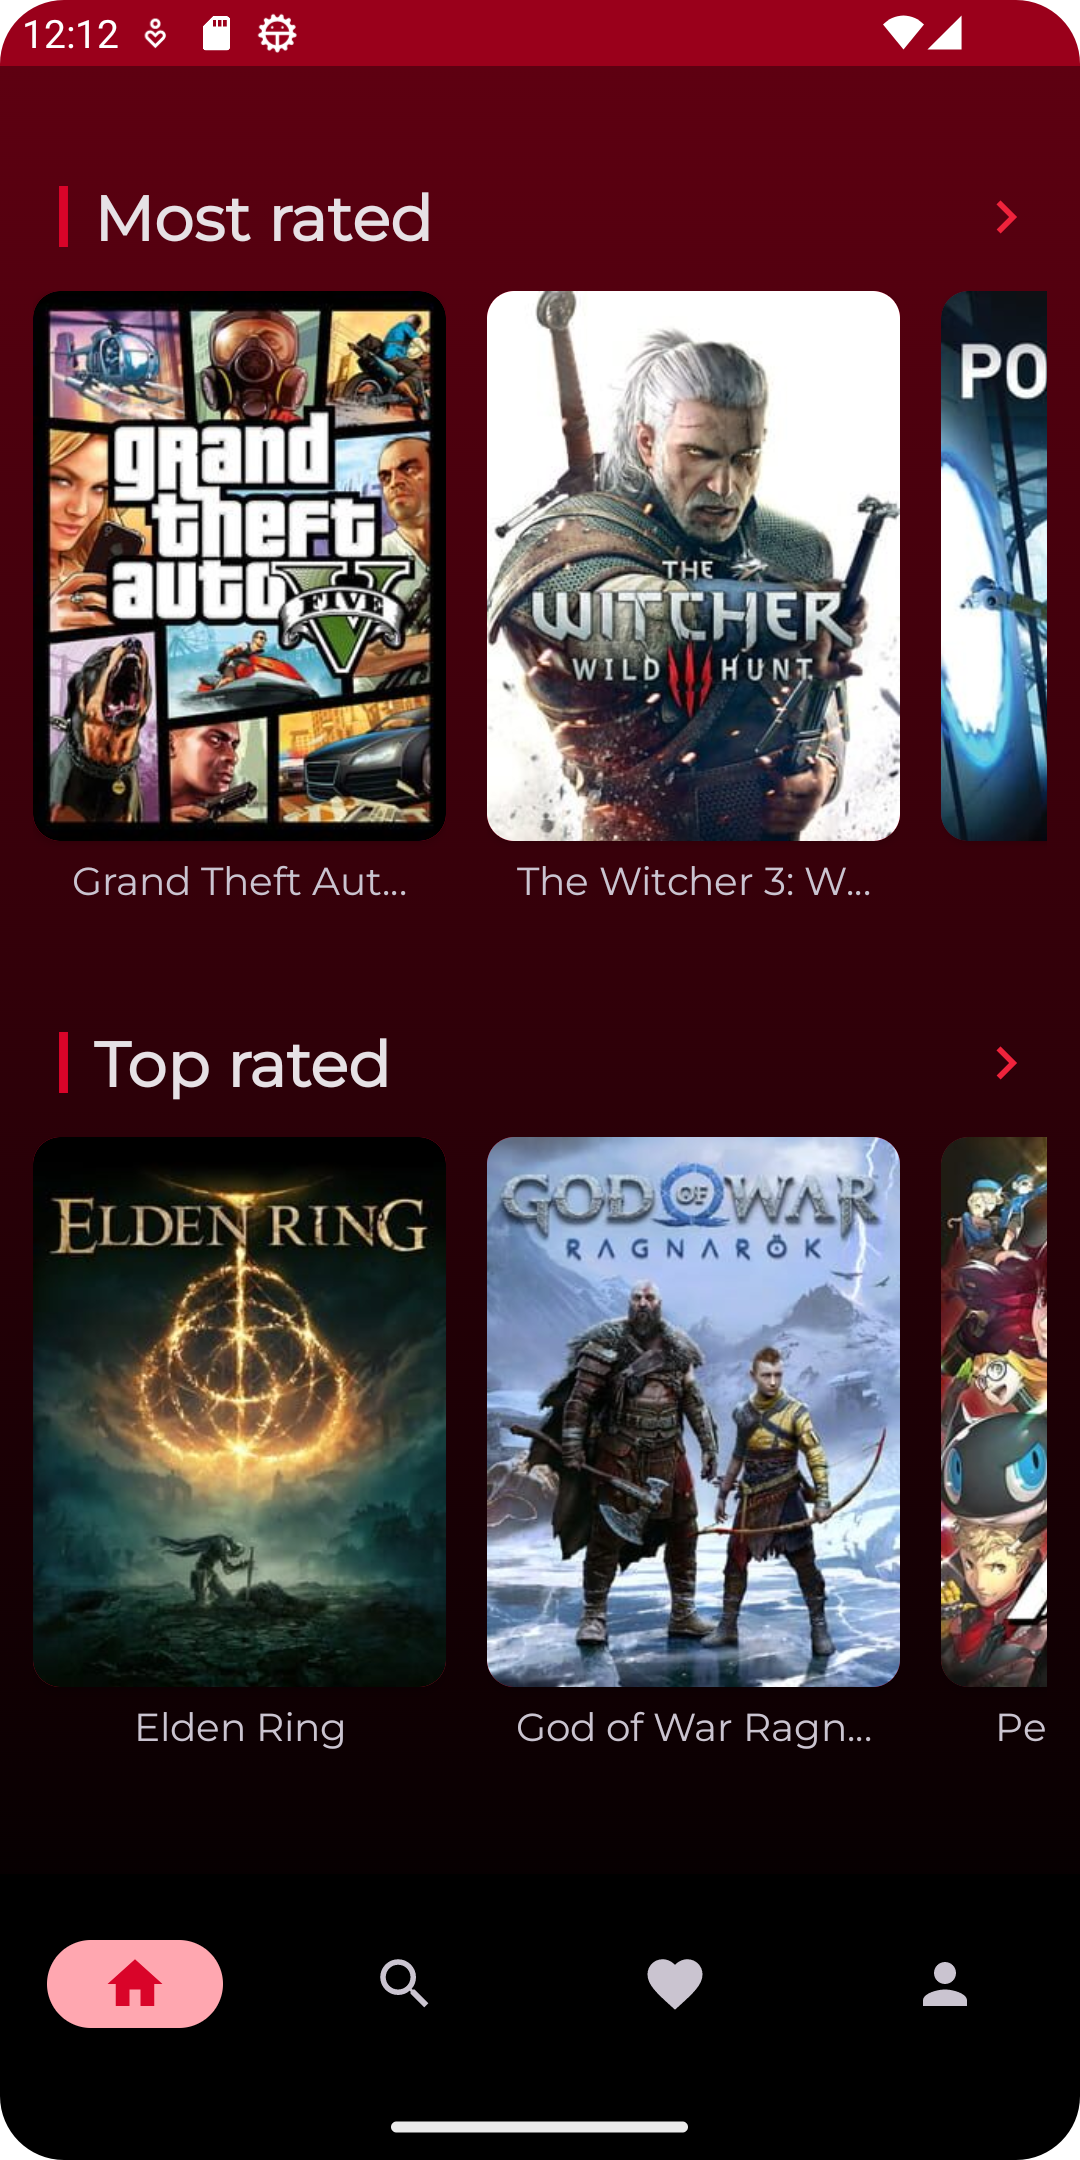 12:12
Most rated
grand
theft
auto
FIVE
THE
WITCHER
WILD HUNT
PO
Grand Theft Aut...
The Witcher 3: W...
Top rated
ELDEN RING
GOD OF WAR
RAGNARÖK
Elden Ring
God of War Ragn...
Pe